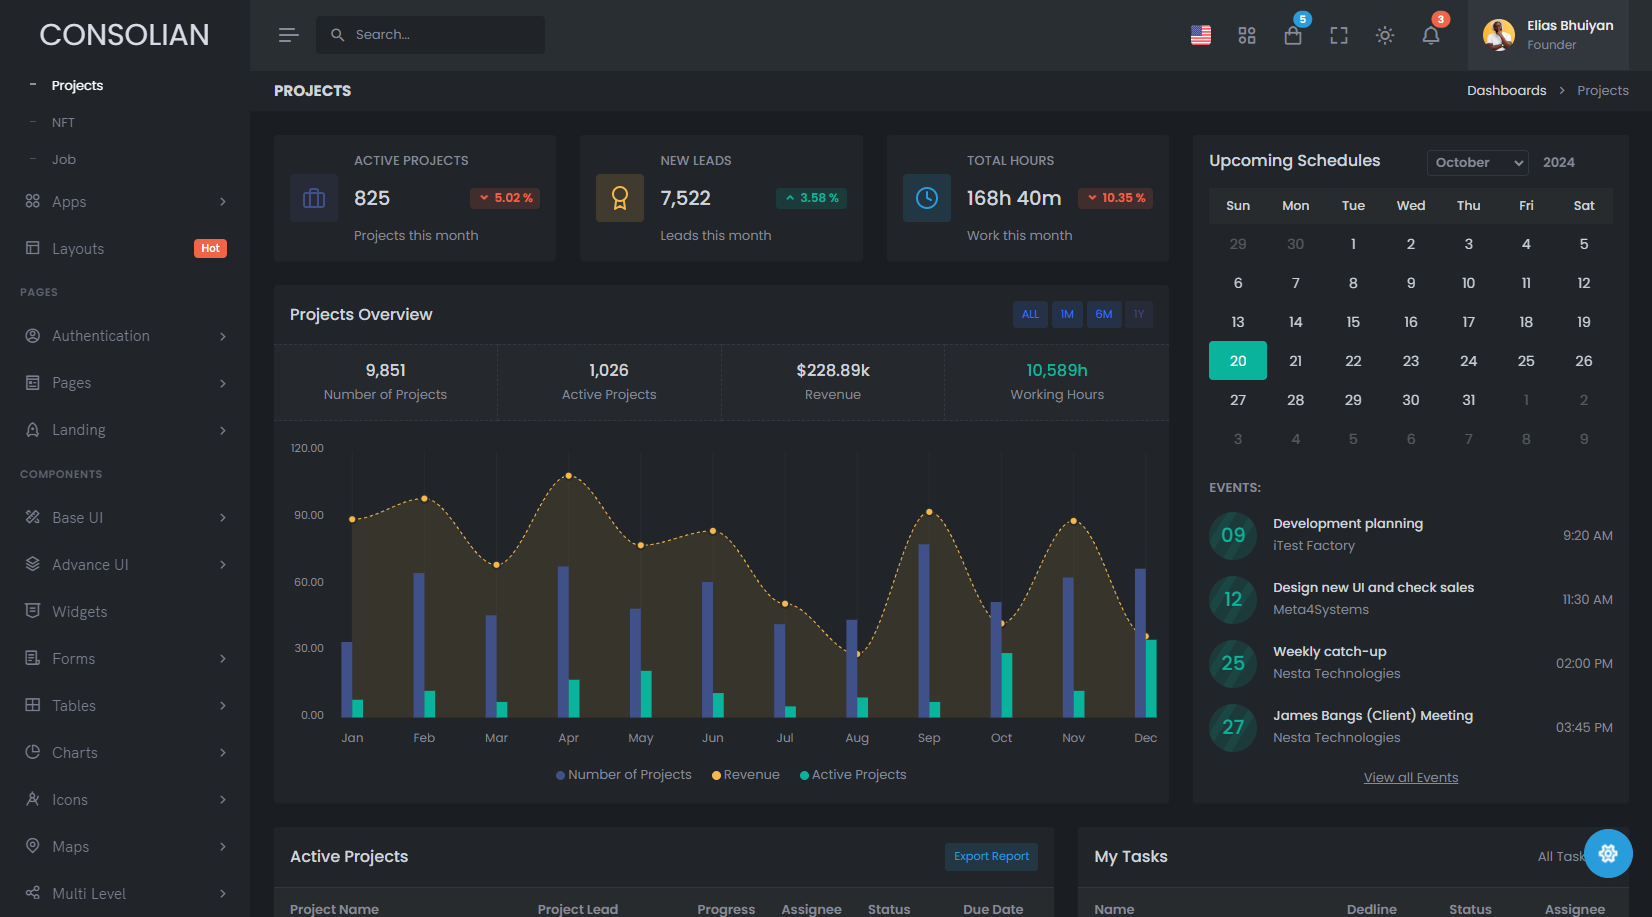 CONSOLIAN
Search...
5
3
Elias Bhuiyan
Founder
Projects
NFT
Job
Apps
Layouts
Hot
PAGES
Authentication
Pages
Landing
COMPONENTS
Base UI
Advance UI
Widgets
Forms
Tables
Charts
Icons
Maps
Multi Level
PROJECTS
Dashboards > Projects
ACTIVE PROJECTS
825
5.02 %
Projects this month
NEW LEADS
7,522
3.58 %
Leads this month
TOTAL HOURS
168h 40m
10.35 %
Work this month
Projects Overview
ALL 1M 6M 1Y
9,851
Number of Projects
1,026
Active Projects
$228.89k
Revenue
10,589h
Working Hours
120.00
90.00
60.00
30.00
0.00
Jan Feb Mar Apr May Jun Jul Aug Sep Oct Nov Dec
Number of Projects Revenue Active Projects
Upcoming Schedules
October 2024
Sun Mon Tue Wed Thu Fri Sat
29 30 1 2 3 4 5
6 7 8 9 10 11 12
13 14 15 16 17 18 19
20 21 22 23 24 25 26
27 28 29 30 31 1 2
3 4 5 6 7 8 9
EVENTS:
09
Development planning
iTest Factory
9:20 AM
12
Design new UI and check sales
Meta4Systems
11:30 AM
25
Weekly catch-up
Nesta Technologies
02:00 PM
27
James Bangs (Client) Meeting
Nesta Technologies
03:45 PM
View all Events
Active Projects
Export Report
Project Name Project Lead Progress Assignee Status Due Date
My Tasks
All Task
Name Dedline Status Assignee